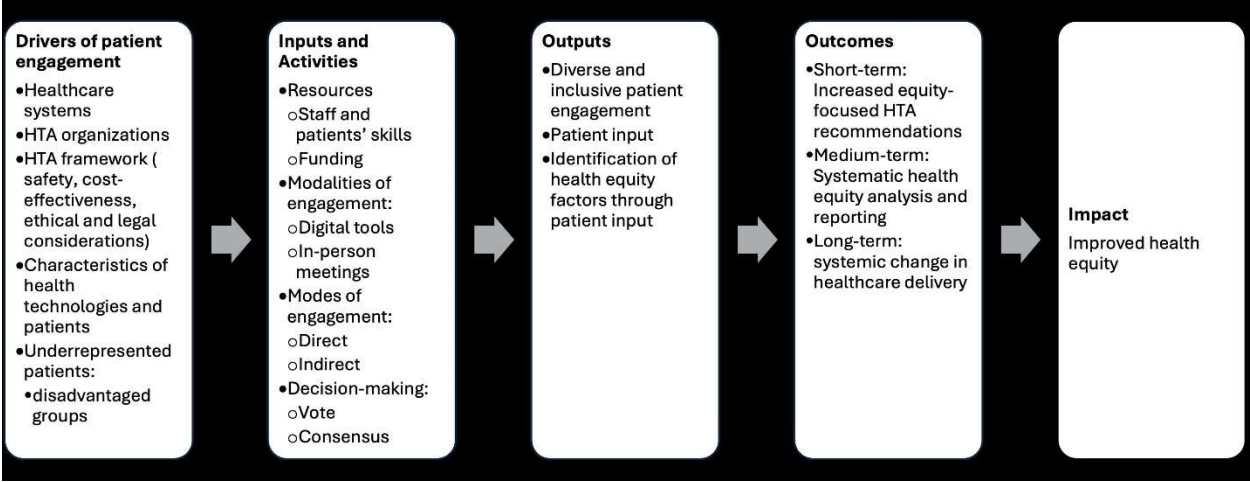 Drivers of patient
engagement
•Healthcare
systems
•HTA organizations
•HTA framework (
safety, cost-
effectiveness,
ethical and legal
considerations)
•Characteristics of
health
technologies and
patients
•Underrepresented
patients:
•disadvantaged
groups
Inputs and
Activities
•Resources
oStaff and
patients’ skills
oFunding
•Modalities of
engagement:
oDigital tools
oIn-person
meetings
•Modes of
engagement:
oDirect
oIndirect
•Decision-making:
oVote
oConsensus
Outputs
•Diverse and
inclusive patient
engagement
•Patient input
•Identification of
health equity
factors through
patient input
Outcomes
•Short-term:
Increased equity-
focused HTA
recommendations
•Medium-term:
Systematic health
equity analysis and
reporting
•Long-term:
systemic change in
healthcare delivery
Impact
Improved health
equity